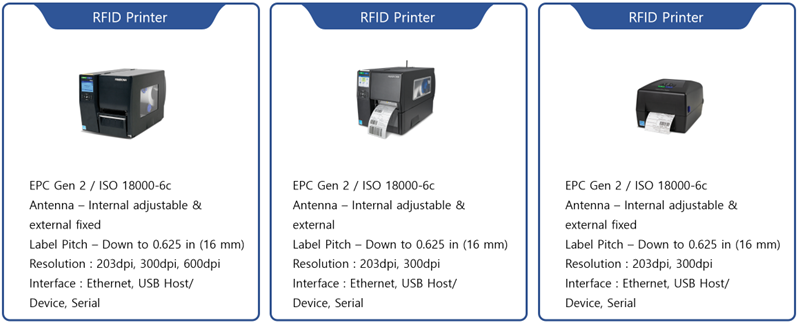 RFID Printer
EPC Gen 2 / ISO 18000-6c
Antenna – Internal adjustable &
external fixed
Label Pitch – Down to 0.625 in (16 mm)
Resolution : 203dpi, 300dpi, 600dpi
Interface : Ethernet, USB Host/
Device, Serial
RFID Printer
EPC Gen 2 / ISO 18000-6c
Antenna – Internal adjustable &
external
Label Pitch – Down to 0.625 in (16 mm)
Resolution : 203dpi, 300dpi
Interface : Ethernet, USB Host/
Device, Serial
RFID Printer
EPC Gen 2 / ISO 18000-6c
Antenna – Internal adjustable &
external fixed
Label Pitch – Down to 0.625 in (16 mm)
Resolution : 203dpi, 300dpi
Interface : Ethernet, USB Host/
Device, Serial